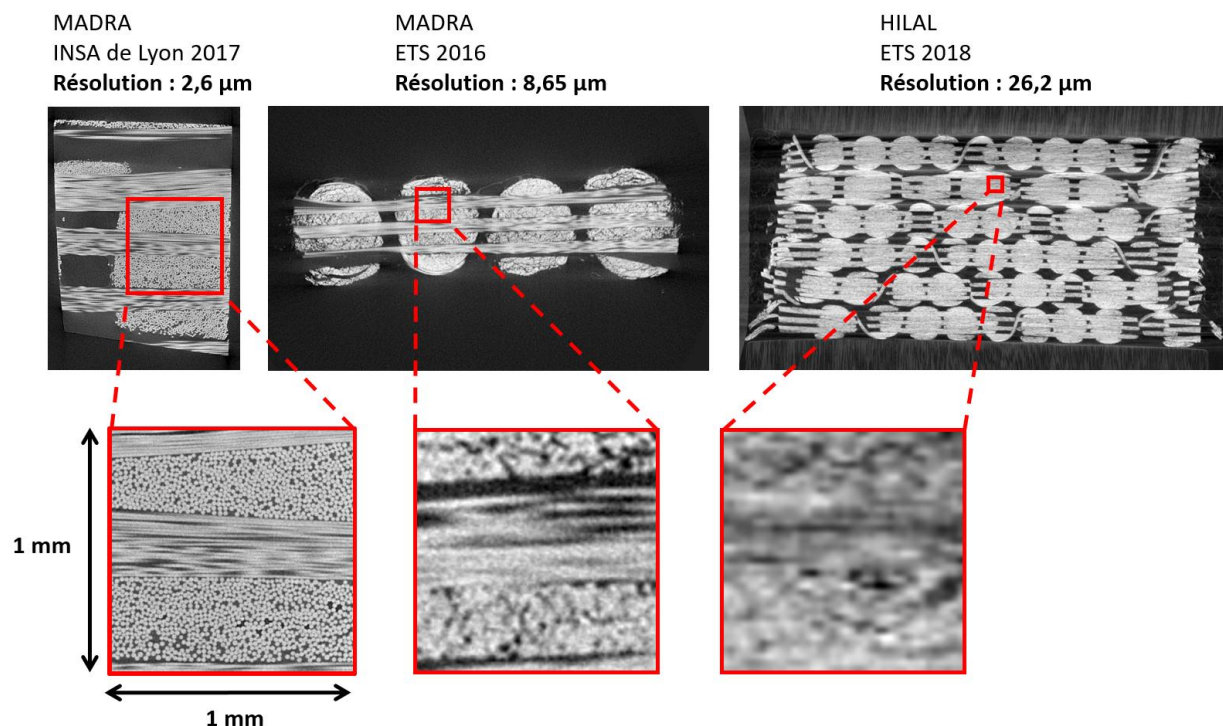 MADRA
INSA de Lyon 2017
Résolution : 2,6 µm
MADRA
ETS 2016
Résolution : 8,65 µm
HILAL
ETS 2018
Résolution : 26,2 µm
1 mm
1 mm